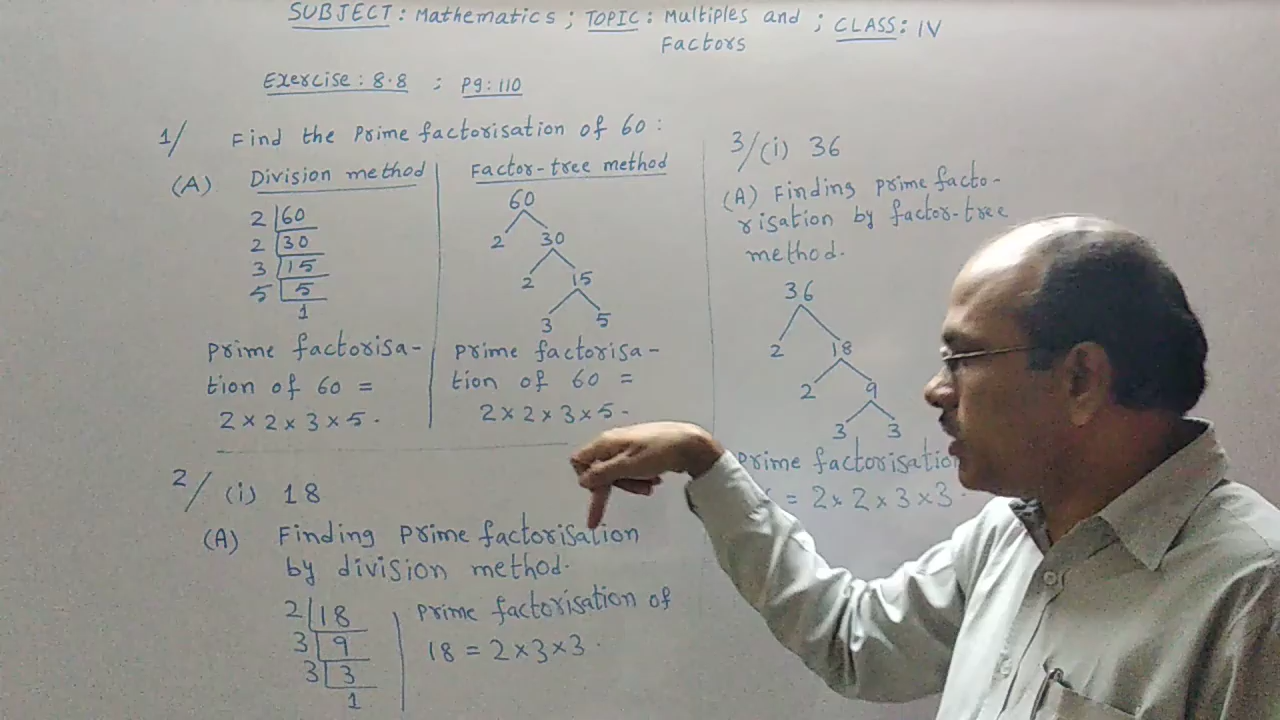 SUBJECT: Mathematics ; TOPIC: Multiples and Factors ; CLASS: IV
Exercise: 8.8 ; Pg: 110
1/ Find the Prime factorisation of 60:
(A) Division method
2 60
2 30
3 15
5 5
1
Prime factorisa-
tion of 60 =
2 × 2 × 3 × 5.
Factor-tree method
60
2 30
2 15
3 5
Prime factorisa-
tion of 60 =
2 × 2 × 3 × 5.
2/ (i) 18
(A) Finding Prime factorisation
by division method.
2 18
3 9
3 3
1
Prime factorisation of
18 = 2 × 3 × 3.
3/(i) 36
(A) Finding prime facto-
risation by factor-tree
method.
36
2 18
2 9
3 3
Prime factorisatio
= 2 × 2 × 3 × 3.